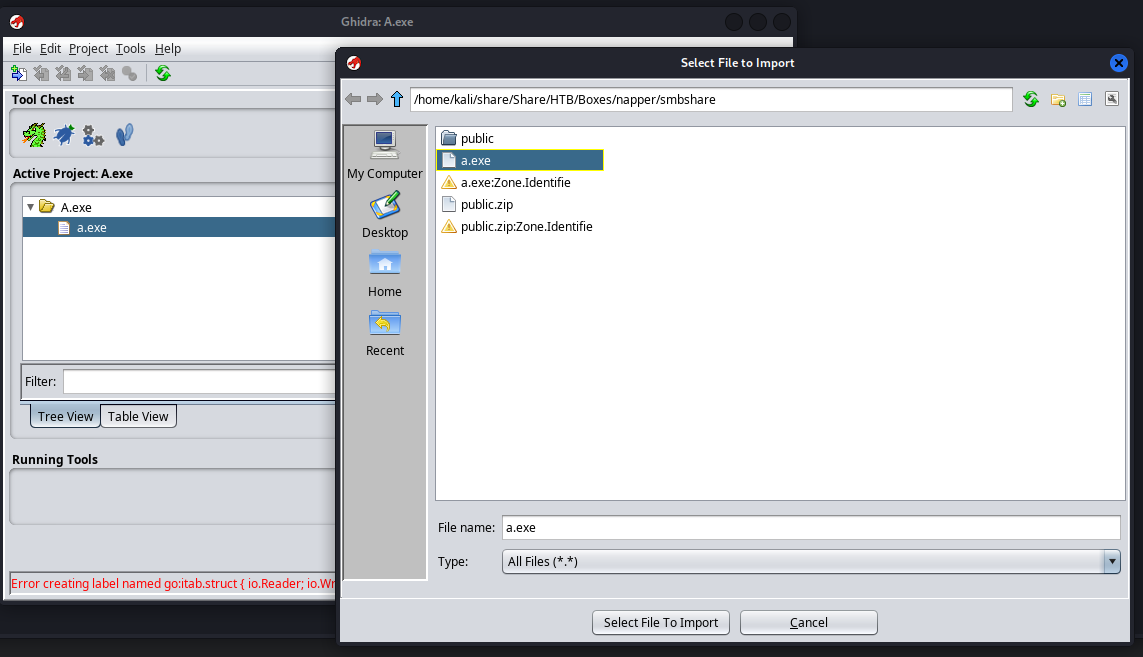 Ghidra: A.exe
File Edit Project Tools Help
Tool Chest
Active Project: A.exe
A.exe
a.exe
Filter:
Tree View Table View
Running Tools
Error creating label named go:itab.struct { io.Reader; io.Wr
Select File to Import
/home/kali/share/Share/HTB/Boxes/napper/smbshare
My Computer
Desktop
Home
Recent
public
a.exe
a.exe:Zone.Identifie
public.zip
public.zip:Zone.Identifie
File name: a.exe
Type: All Files (*.*)
Select File To Import Cancel